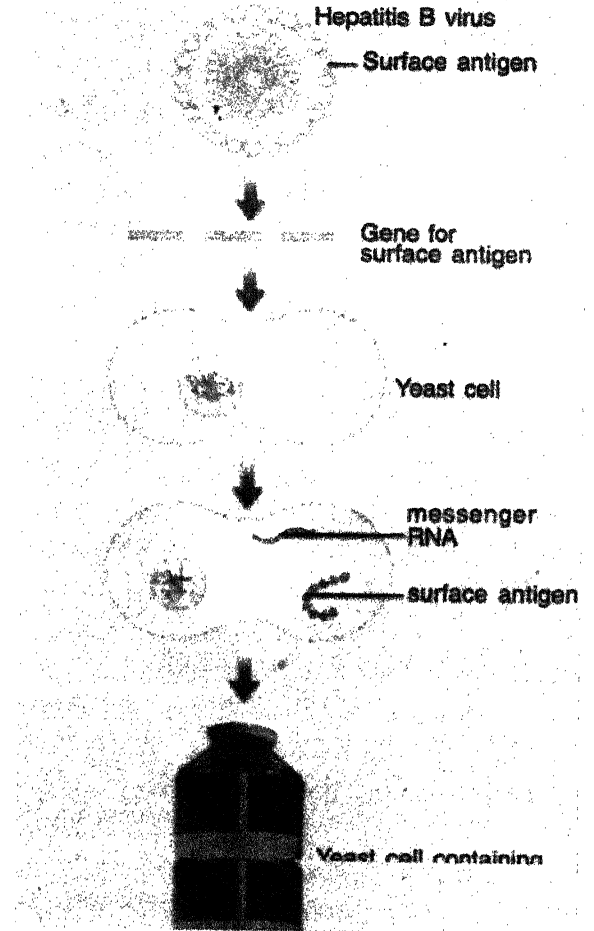 Hepatitis B virus
Surface antigen
Gene for
surface antigen
Yeast cell
messenger
RNA
surface antigen
Yeast cell containing